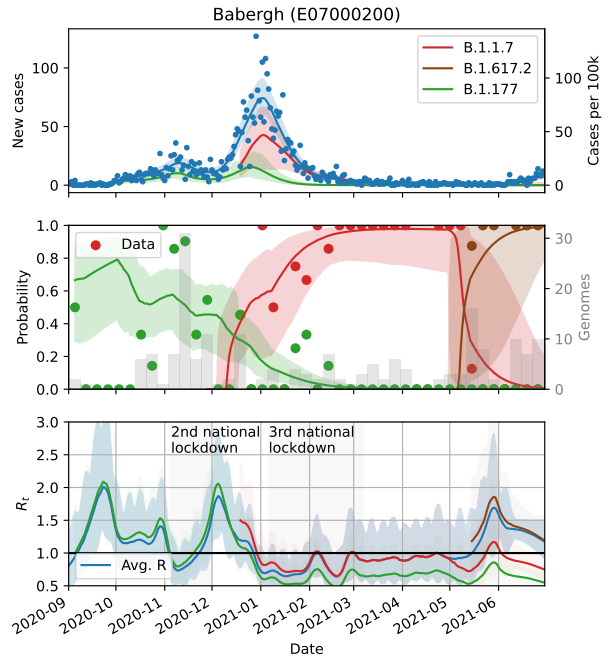 Babergh (E07000200)
New cases
100
50
0
B.1.1.7
B.1.617.2
B.1.177
100
50
0
Cases per 100k
Probability
1.0
0.8
0.6
0.4
0.2
0.0
Data
30
20
10
0
Genomes
R_t
3.0
2.5
2.0
1.5
1.0
0.5
2nd national
lockdown
3rd national
lockdown
Avg. R
2020-09
2020-10
2020-11
2020-12
2021-01
2021-02
2021-03
2021-04
2021-05
2021-06
Date